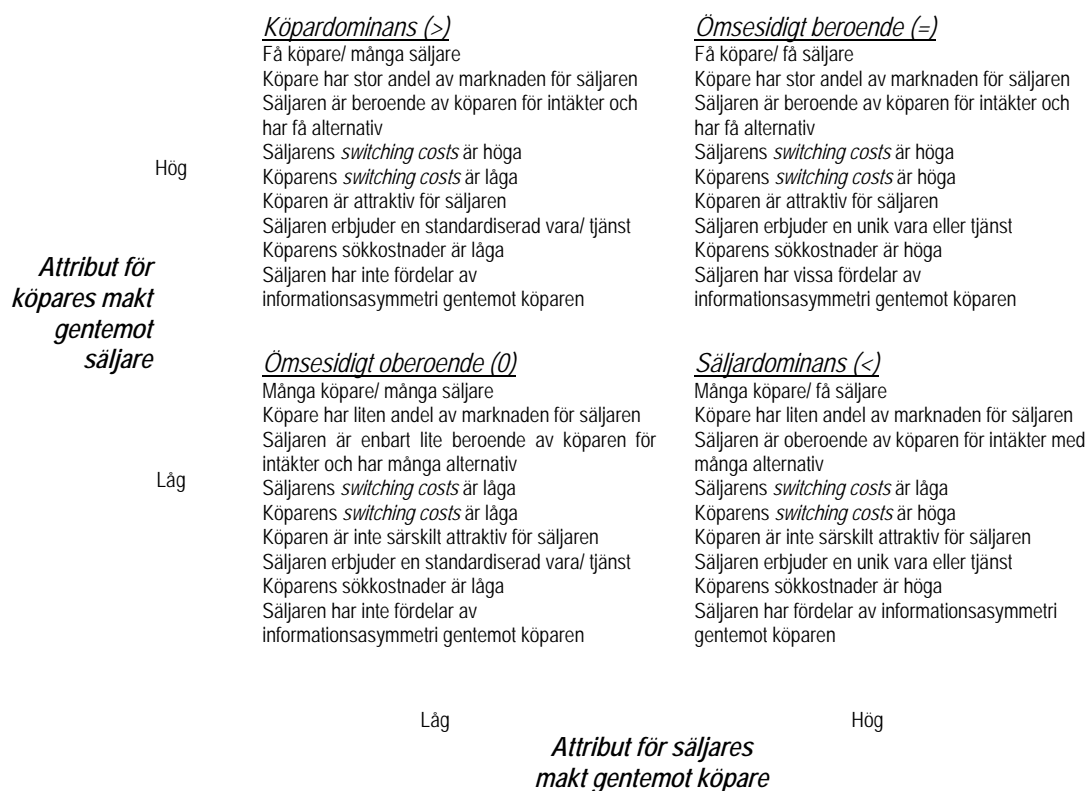 Köpardominans (>)
Få köpare/ många säljare
Köpare har stor andel av marknaden för säljaren
Säljaren är beroende av köparen för intäkter och
har få alternativ
Säljarens switching costs är höga
Köparens switching costs är låga
Köparen är attraktiv för säljaren
Säljaren erbjuder en standardiserad vara/ tjänst
Köparens sökkostnader är låga
Säljaren har inte fördelar av
informationsasymmetri gentemot köparen
Ömsesidigt beroende (=)
Få köpare/ få säljare
Köpare har stor andel av marknaden för säljaren
Säljaren är beroende av köparen för intäkter och
har få alternativ
Säljarens switching costs är höga
Köparens switching costs är höga
Köparen är attraktiv för säljaren
Säljaren erbjuder en unik vara eller tjänst
Köparens sökkostnader är höga
Säljaren har vissa fördelar av
informationsasymmetri gentemot köparen
Hög
Attribut för
köpares makt
gentemot
säljare
Ömsesidigt oberoende (0)
Många köpare/ många säljare
Köpare har liten andel av marknaden för säljaren
Säljaren är enbart lite beroende av köparen för
intäkter och har många alternativ
Säljarens switching costs är låga
Köparens switching costs är låga
Köparen är inte särskilt attraktiv för säljaren
Säljaren erbjuder en standardiserad vara/ tjänst
Köparens sökkostnader är låga
Säljaren har inte fördelar av
informationsasymmetri gentemot köparen
Säljardominans (<)
Många köpare/ få säljare
Köpare har liten andel av marknaden för säljaren
Säljaren är oberoende av köparen för intäkter med
många alternativ
Säljarens switching costs är låga
Köparens switching costs är höga
Köparen är inte särskilt attraktiv för säljaren
Säljaren erbjuder en unik vara eller tjänst
Köparens sökkostnader är höga
Säljaren har fördelar av informationsasymmetri
gentemot köparen
Låg
Låg
Hög
Attribut för säljares
makt gentemot köpare